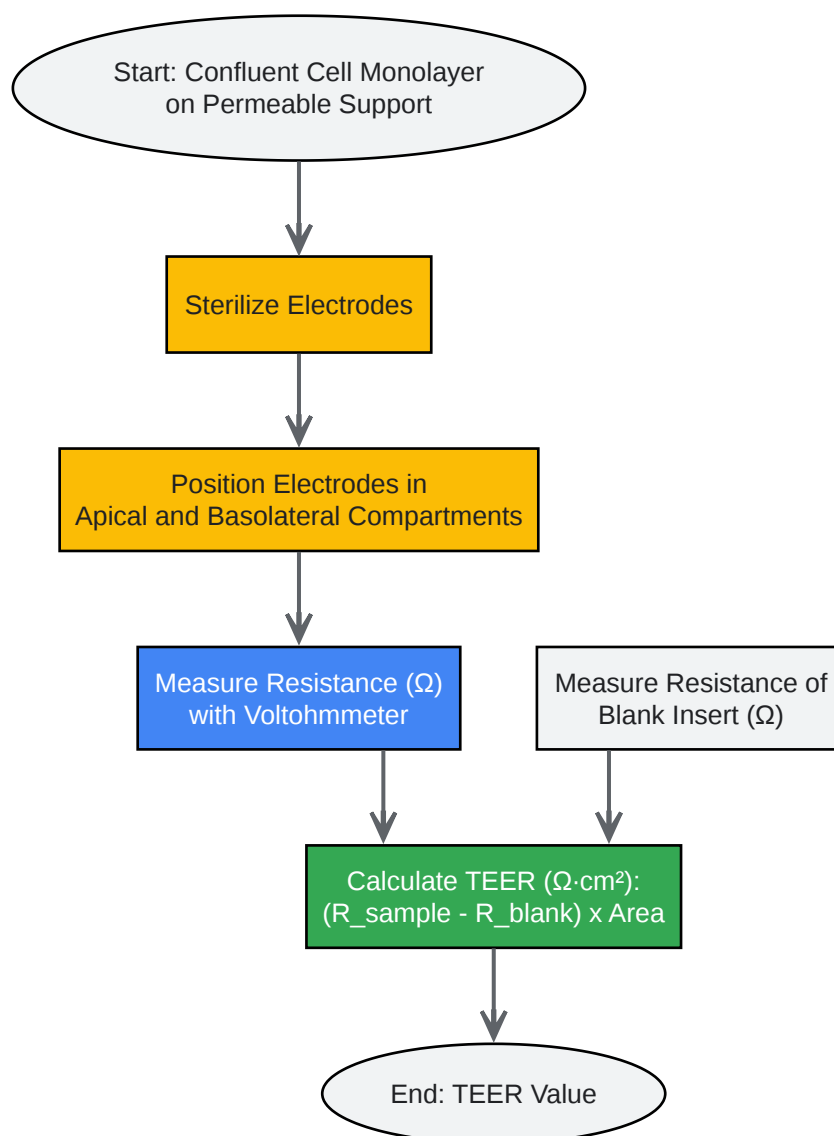 Start: Confluent Cell Monolayer
on Permeable Support
Sterilize Electrodes
Position Electrodes in
Apical and Basolateral Compartments
Measure Resistance (Ω)
with Voltohmmeter
Measure Resistance of
Blank Insert (Ω)
Calculate TEER (Ω·cm²):
(R_sample - R_blank) x Area
End: TEER Value